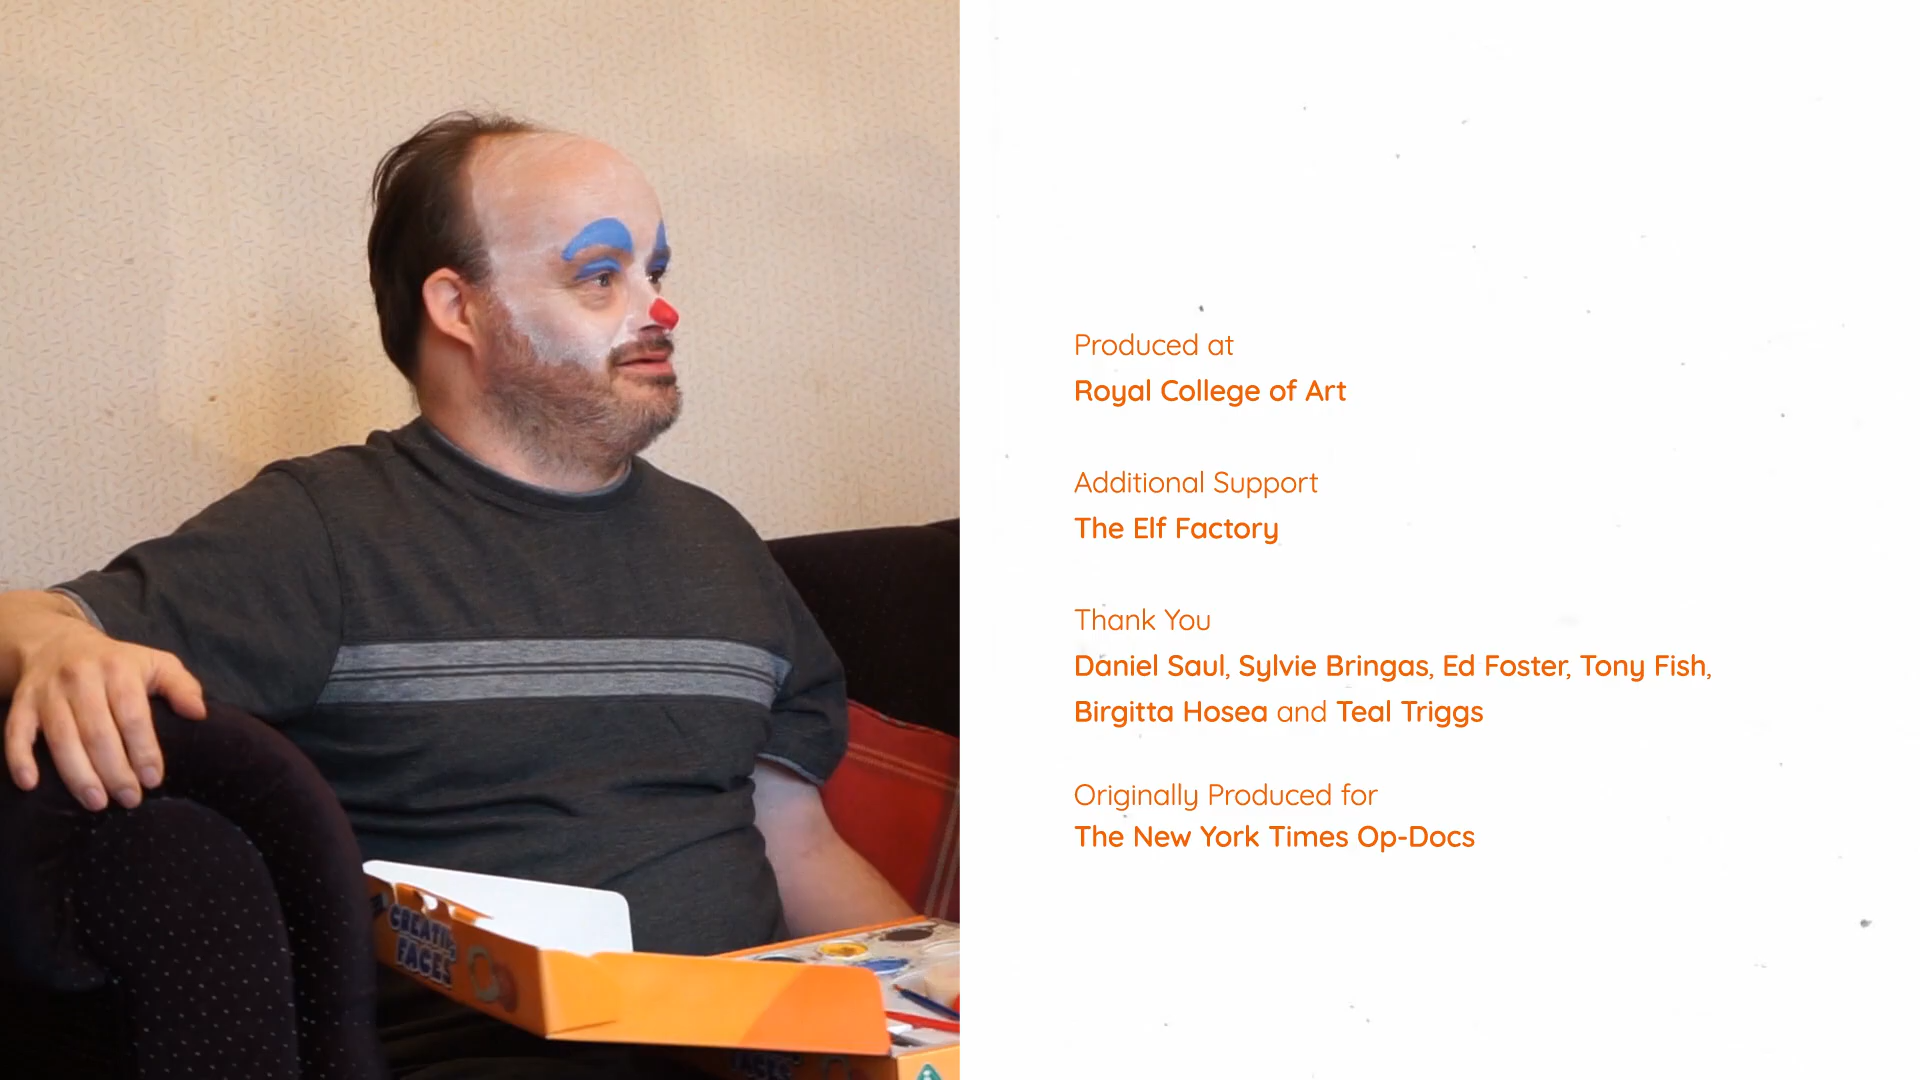 Produced at
Royal College of Art
Additional Support
The Elf Factory
Thank You
Daniel Saul, Sylvie Bringas, Ed Foster, Tony Fish,
Birgitta Hosea and Teal Triggs
Originally Produced for
The New York Times Op-Docs
FACES